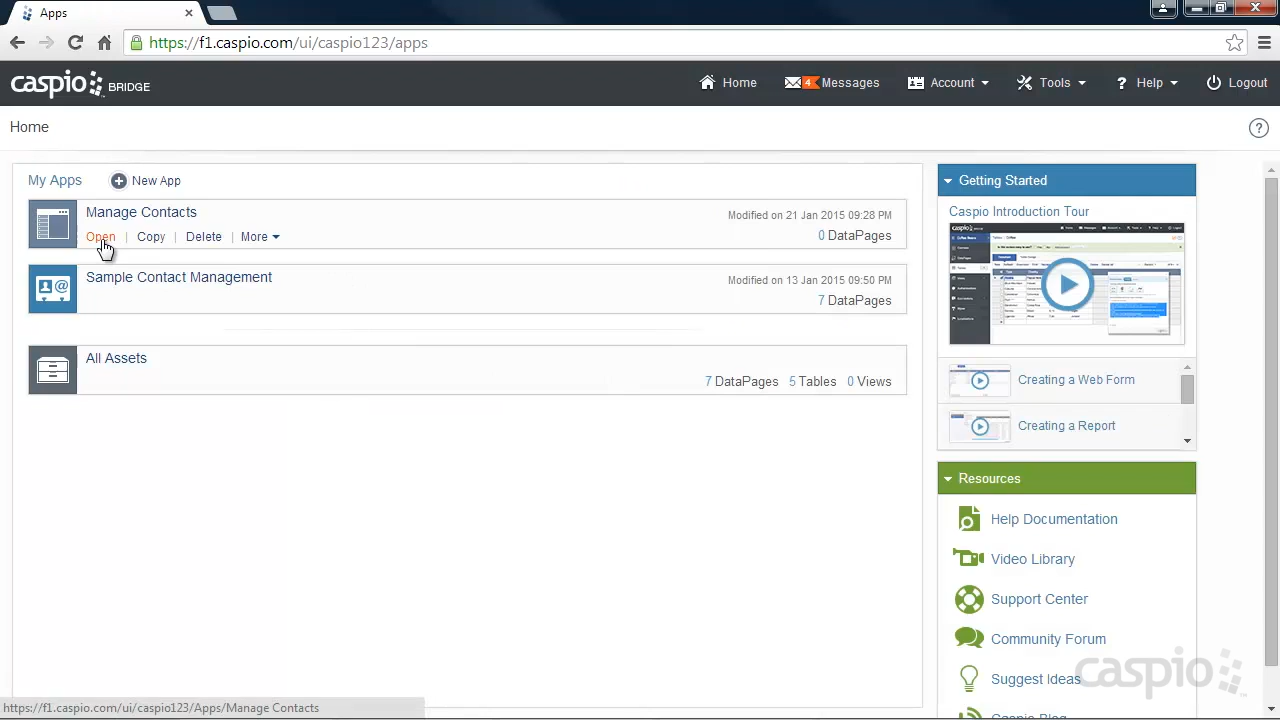 Apps
https://f1.caspio.com/ui/caspio123/apps
caspio BRIDGE
Home
4 Messages
Account
Tools
? Help
Logout
Home
?
My Apps
New App
Manage Contacts
Modified on 21 Jan 2015 09:28 PM
Open | Copy | Delete | More
0 DataPages
Sample Contact Management
Modified on 13 Jan 2015 09:50 PM
7 DataPages
All Assets
7 DataPages 5 Tables 0 Views
Getting Started
Caspio Introduction Tour
Creating a Web Form
Creating a Report
Resources
Help Documentation
Video Library
Support Center
Community Forum
Suggest Ideas
Caspio Blog
caspio
https://f1.caspio.com/ui/caspio123/Apps/Manage Contacts